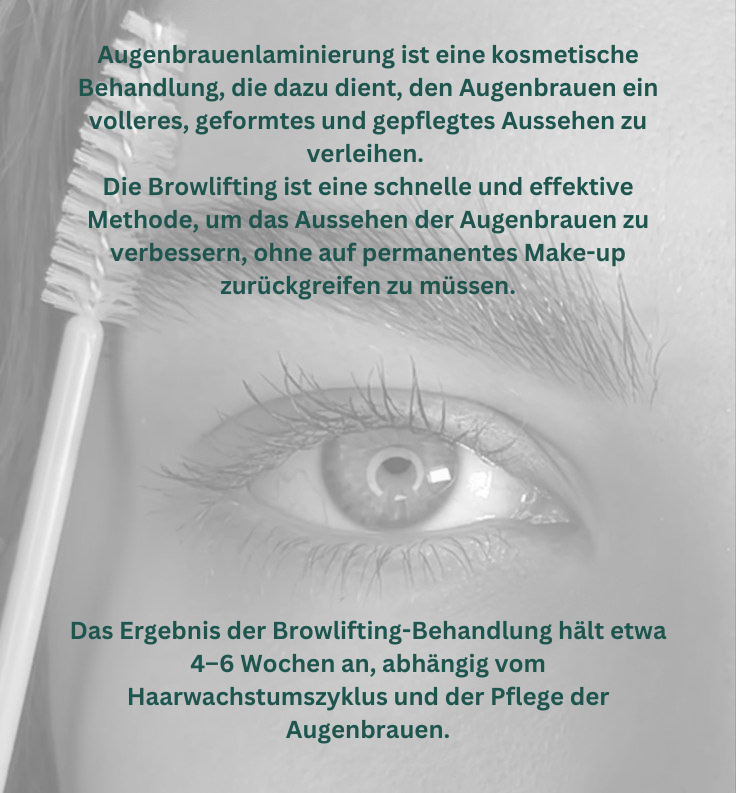 Augenbrauenlaminierung ist eine kosmetische
Behandlung, die dazu dient, den Augenbrauen ein
volleres, geformtes und gepflegtes Aussehen zu
verleihen.
Die Browlifting ist eine schnelle und effektive
Methode, um das Aussehen der Augenbrauen zu
verbessern, ohne auf permanentes Make-up
zurückgreifen zu müssen.
Das Ergebnis der Browlifting-Behandlung hält etwa
4–6 Wochen an, abhängig vom
Haarwachstumszyklus und der Pflege der
Augenbrauen.